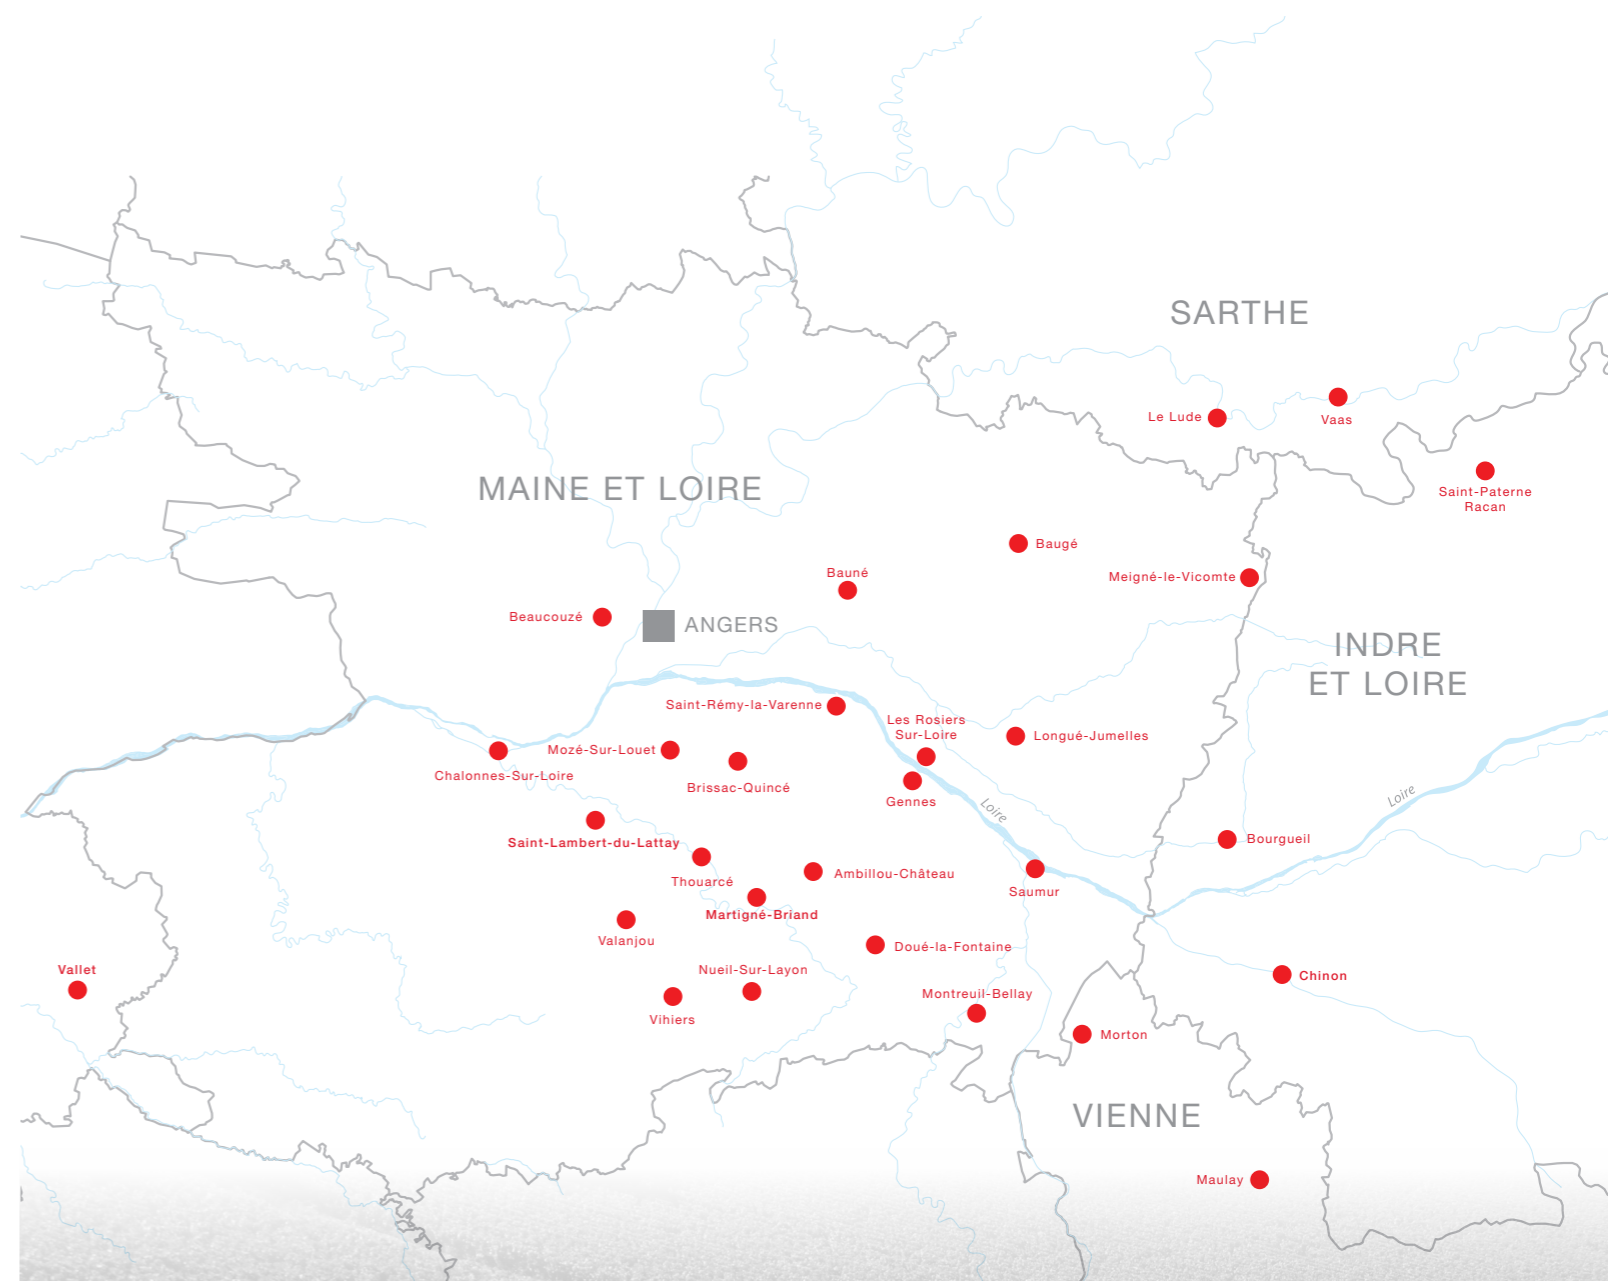 SARTHE
Le Lude
Vaas
MAINE ET LOIRE
Saint-Paterne
Racan
Baugé
Bauné
Meigné-le-Vicomte
Beaucouzé
ANGERS
INDRE
ET LOIRE
Saint-Rémy-la-Varenne
Les Rosiers
Sur-Loire
Longué-Jumelles
Mozé-Sur-Louet
Chalonnes-Sur-Loire
Brissac-Quincé
Gennes
Loire
Loire
Bourgueil
Saint-Lambert-du-Lattay
Thouarcé
Ambillou-Château
Saumur
Martigné-Briand
Valanjou
Doué-la-Fontaine
Vallet
Nueil-Sur-Layon
Chinon
Montreuil-Bellay
Vihiers
Morton
VIENNE
Maulay